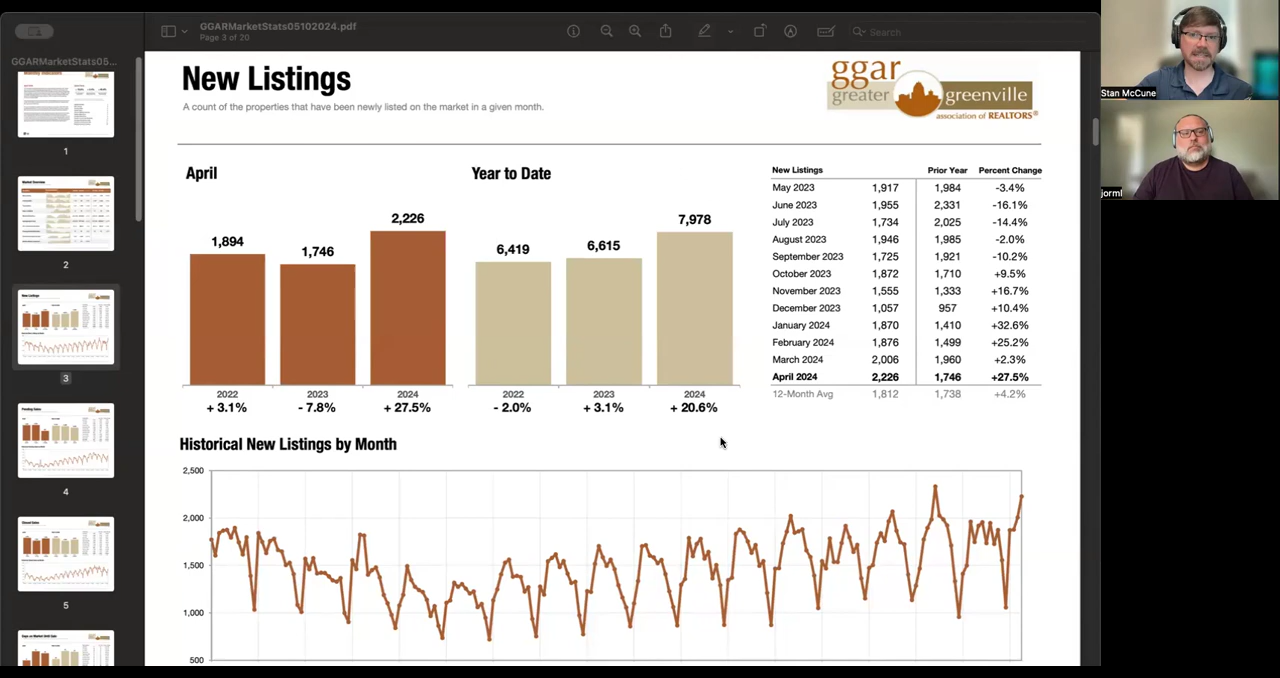 GGARMarketStats05102024.pdf
Page 3 of 20
Search
GGARMarketStats05...
1
2
3
4
5
New Listings
A count of the properties that have been newly listed on the market in a given month.
ggar
greater greenville
association of REALTORS®
April
1,894
1,746
2,226
2022 2023 2024
+ 3.1% - 7.8% + 27.5%
Year to Date
6,419
6,615
7,978
2022 2023 2024
- 2.0% + 3.1% + 20.6%
New Listings Prior Year Percent Change
May 2023 1,917 1,984 -3.4%
June 2023 1,955 2,331 -16.1%
July 2023 1,734 2,025 -14.4%
August 2023 1,946 1,985 -2.0%
September 2023 1,725 1,921 -10.2%
October 2023 1,872 1,710 +9.5%
November 2023 1,555 1,333 +16.7%
December 2023 1,057 957 +10.4%
January 2024 1,870 1,410 +32.6%
February 2024 1,876 1,499 +25.2%
March 2024 2,006 1,960 +2.3%
April 2024 2,226 1,746 +27.5%
12-Month Avg 1,812 1,738 +4.2%
Historical New Listings by Month
2,500
2,000
1,500
1,000
500
Stan McCune
jorml